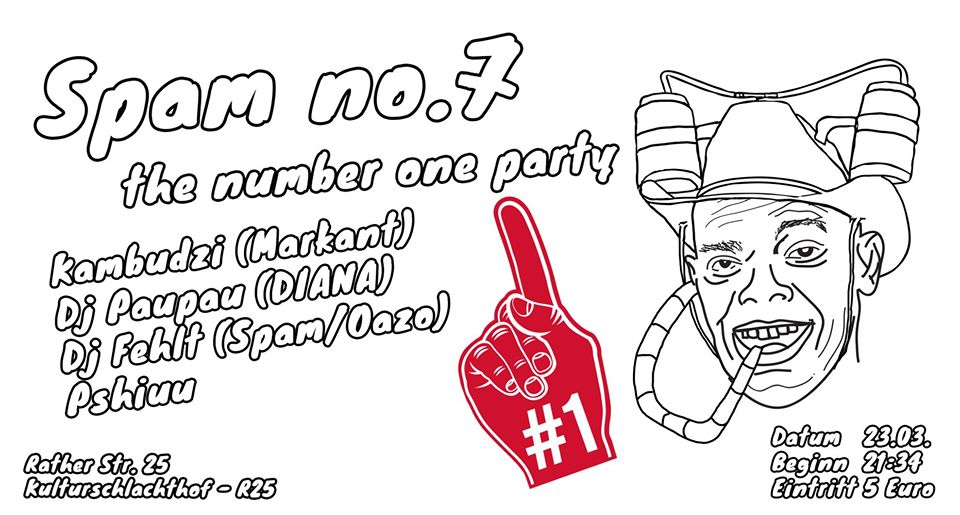 Spam no.7
the number one party
Kambudzi (Markant)
Dj Paupau (DIANA)
Dj Fehlt (Spam/Oazo)
Pshiuu
#1
Rather Str. 25
Kulturschlachthof - R25
Datum 23.03.
Beginn 21:34
Eintritt 5 Euro